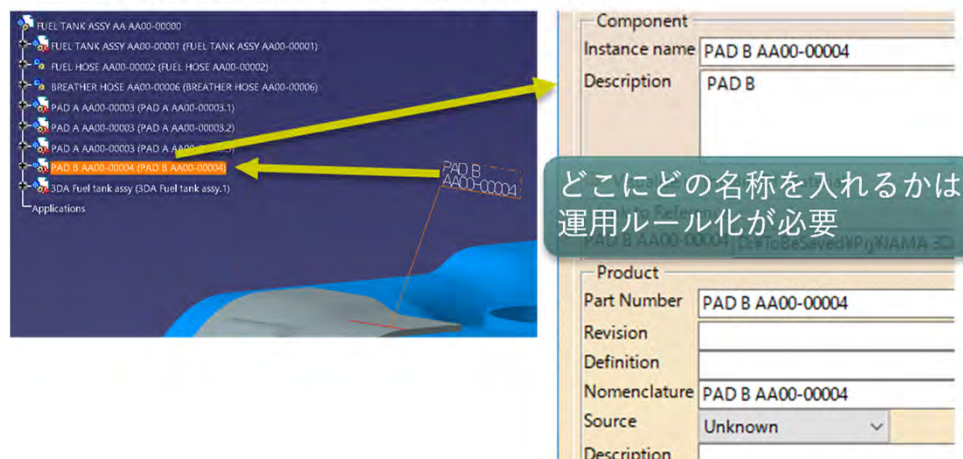 FUEL TANK ASSY AA AA00-00000
FUEL TANK ASSY AA00-00001 (FUEL TANK ASSY AA00-00001)
FUEL HOSE AA00-00002 (FUEL HOSE AA00-00002)
BREATHER HOSE AA00-00006 (BREATHER HOSE AA00-00006)
PAD A AA00-00003 (PAD A AA00-00003.1)
PAD A AA00-00003 (PAD A AA00-00003.2)
PAD A AA00-00003 (PAD A
PAD B AA00-00004 (PAD B AA00-00004)
3DA Fuel tank assy (3DA Fuel tank assy.1)
Applications
PAD B
AA00-00004
Component
Instance name PAD B AA00-00004
Description PAD B
どこにどの名称を入れるかは
運用ルール化が必要
PAD B AA00-00004
Product
Part Number PAD B AA00-00004
Revision
Definition
Nomenclature PAD B AA00-00004
Source Unknown
Description